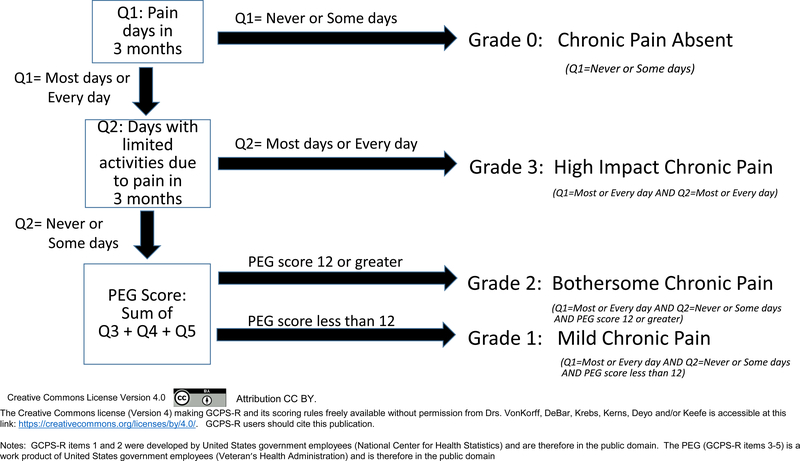 Q1: Pain
days in
3 months
Q1= Never or Some days
Grade 0: Chronic Pain Absent
(Q1=Never or Some days)
Q1= Most days or
Every day
Q2: Days with
limited
activities due
to pain in
3 months
Q2= Most days or Every day
Grade 3: High Impact Chronic Pain
(Q1=Most or Every day AND Q2=Most or Every day)
Q2= Never or
Some days
PEG Score:
Sum of
Q3 + Q4 + Q5
PEG score 12 or greater
Grade 2: Bothersome Chronic Pain
(Q1=Most or Every day AND Q2=Never or Some days
AND PEG score 12 or greater)
PEG score less than 12
Grade 1: Mild Chronic Pain
(Q1=Most or Every day AND Q2=Never or Some days
AND PEG score less than 12)
Creative Commons License Version 4.0
cc
BY
Attribution CC BY.
The Creative Commons license (Version 4) making GCPS-R and its scoring rules freely available without permission from Drs. VonKorff, DeBar, Krebs, Kerns, Deyo and/or Keefe is accessible at this
link: https://creativecommons.org/licenses/by/4.0/. GCPS-R users should cite this publication.
Notes: GCPS-R items 1 and 2 were developed by United States government employees (National Center for Health Statistics) and are therefore in the public domain. The PEG (GCPS-R items 3-5) is a
work product of United States government employees (Veteran's Health Administration) and is therefore in the public domain